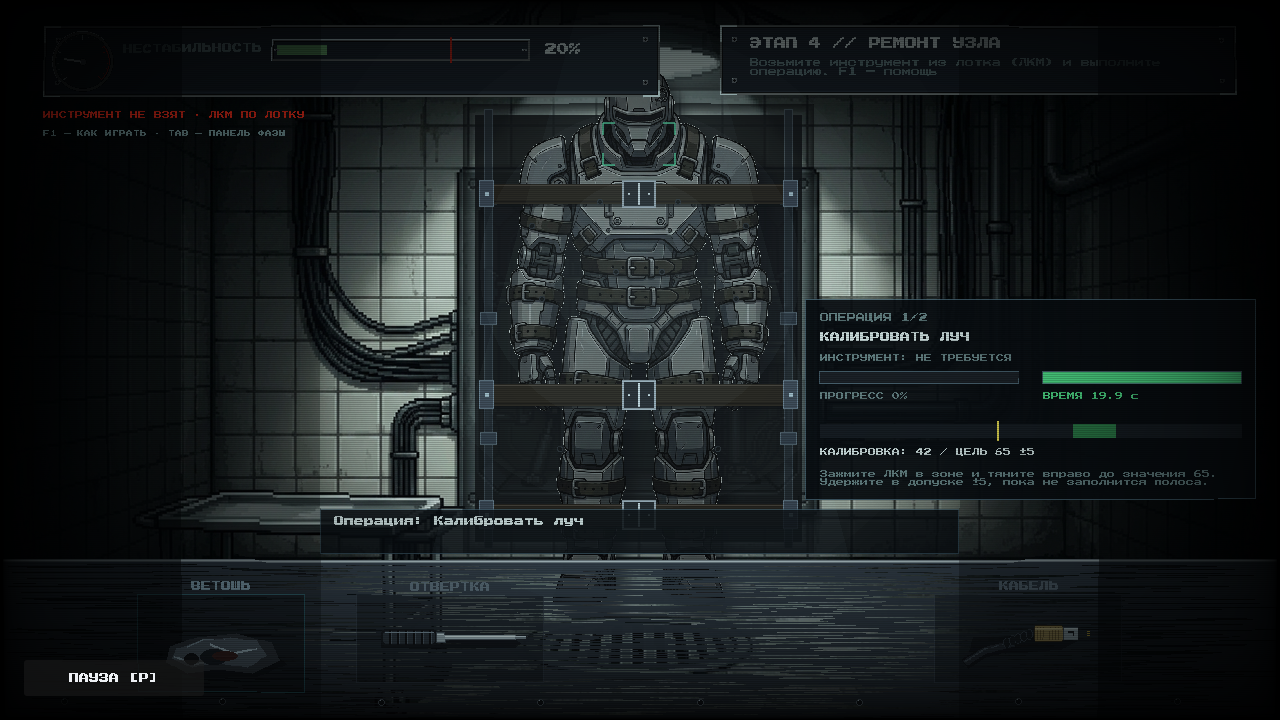 НЕСТАБИЛЬНОСТЬ
20%
ЭТАП 4 // РЕМОНТ УЗЛА
Возьмите инструмент из лотка (ЛКМ) и выполните
операцию. F1 — помощь
ИНСТРУМЕНТ НЕ ВЗЯТ · ЛКМ ПО ЛОТКУ
F1 — КАК ИГРАТЬ · TAB — ПАНЕЛЬ ФАЗЫ
ОПЕРАЦИЯ 1/2
КАЛИБРОВАТЬ ЛУЧ
ИНСТРУМЕНТ: НЕ ТРЕБУЕТСЯ
ПРОГРЕСС 0%
ВРЕМЯ 19.9 с
КАЛИБРОВКА: 42 / ЦЕЛЬ 65 ±5
Зажмите ЛКМ в зоне и тяните вправо до значения 65.
Удержите в допуске ±5, пока не заполнится полоса.
Операция: Калибровать луч
ВЕТОШЬ
ОТВЕРТКА
КАБЕЛЬ
ПАУЗА [P]